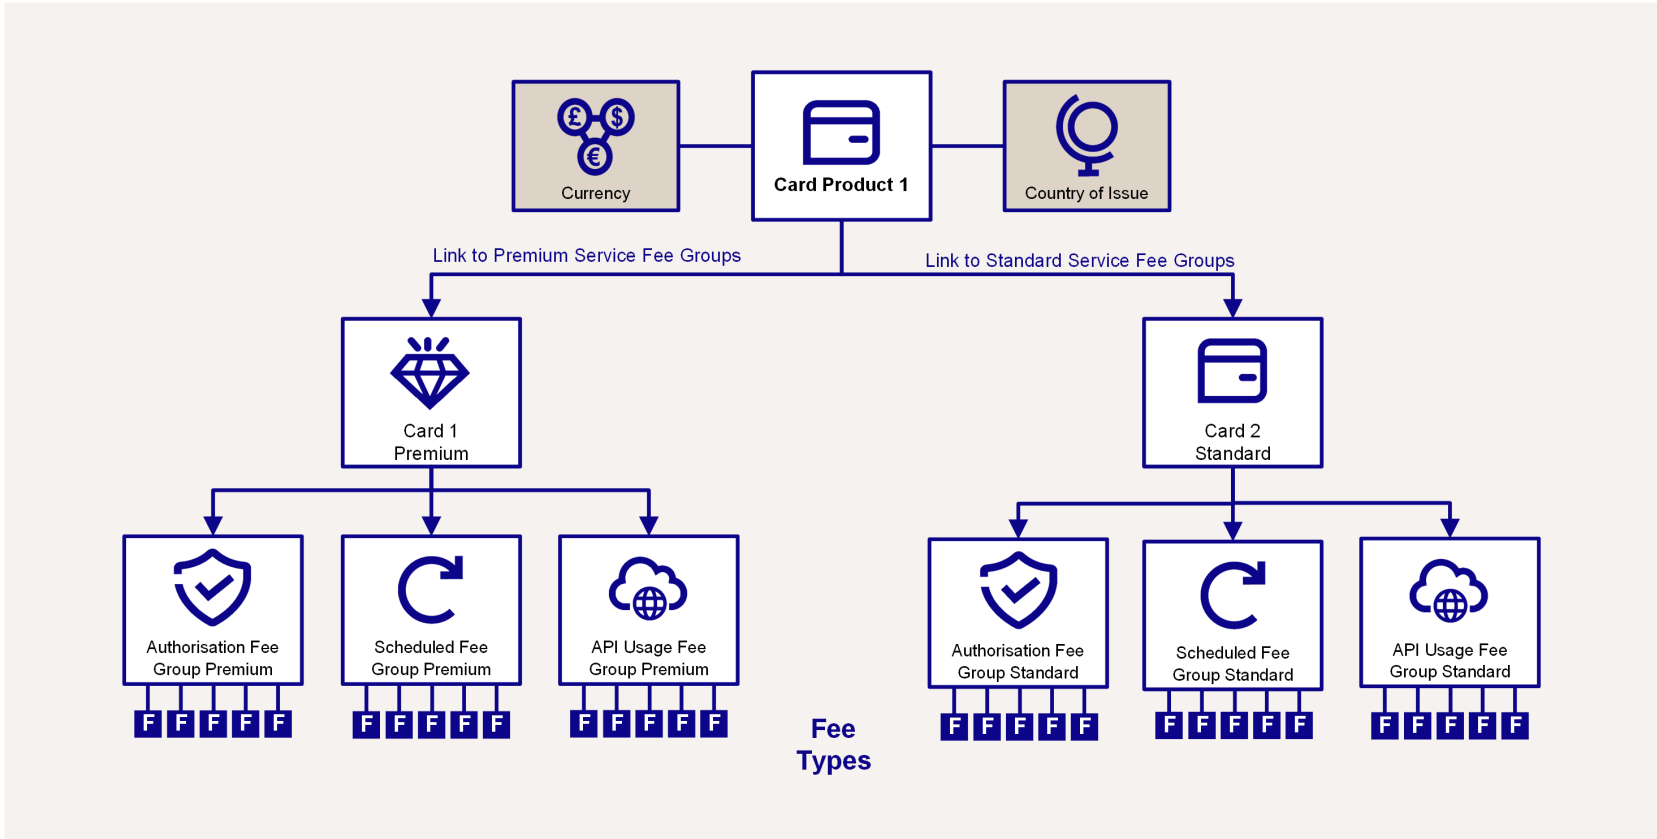 £ $
€
Currency
Card Product 1
Country of Issue
Link to Premium Service Fee Groups
Link to Standard Service Fee Groups
Card 1
Premium
Card 2
Standard
Authorisation Fee
Group Premium
Scheduled Fee
Group Premium
API Usage Fee
Group Premium
Authorisation Fee
Group Standard
Scheduled Fee
Group Standard
API Usage Fee
Group Standard
F F F F F
F F F F F
F F F F F
F F F F F
F F F F F
F F F F F
Fee
Types